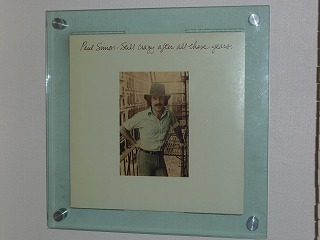 Paul Simon · Still crazy after all these years.